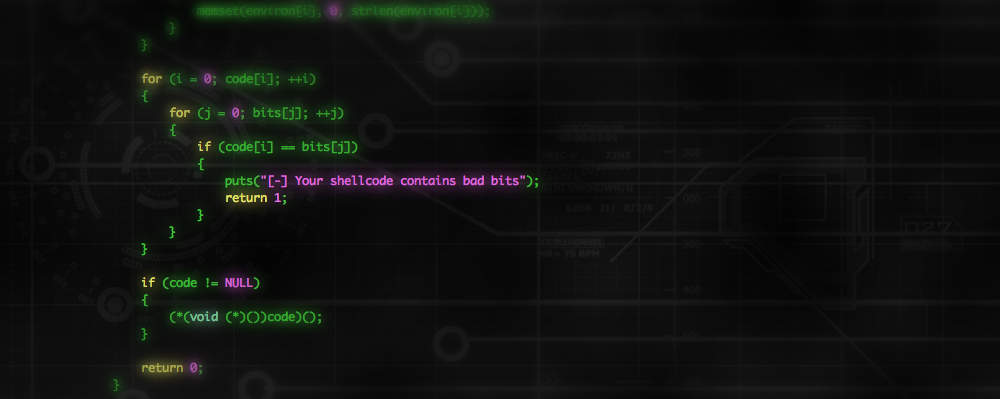 memset(environ[i], 0, strlen(environ[i]));
}
}
for (i = 0; code[i]; ++i)
{
for (j = 0; bits[j]; ++j)
{
if (code[i] == bits[j])
{
puts("[-] Your shellcode contains bad bits");
return 1;
}
}
}
if (code != NULL)
{
(*(void (*)())code)();
}
return 0;
}